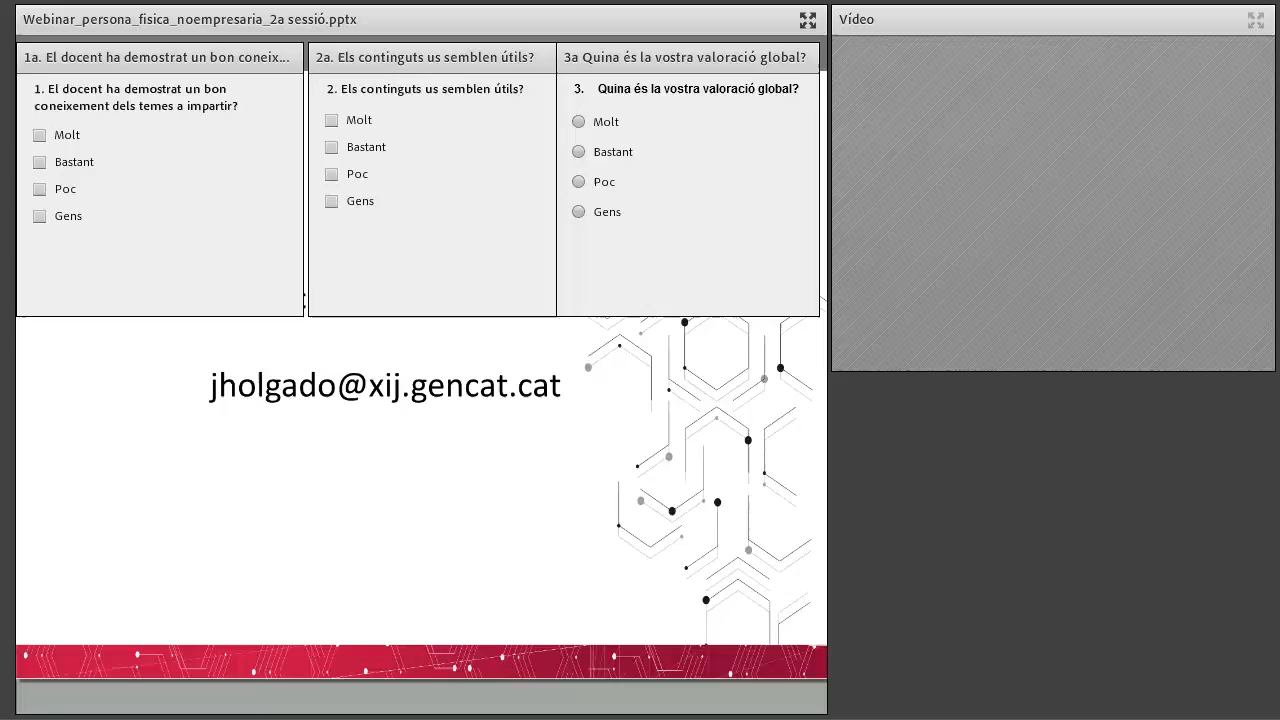 Webinar_persona_fisica_noempresaria_2a sessió.pptx
Vídeo
1a. El docent ha demostrat un bon coneix...
1. El docent ha demostrat un bon
coneixement dels temes a impartir?
Molt
Bastant
Poc
Gens
2a. Els continguts us semblen útils?
2. Els continguts us semblen útils?
Molt
Bastant
Poc
Gens
3a Quina és la vostra valoració global?
3. Quina és la vostra valoració global?
Molt
Bastant
Poc
Gens
jholgado@xij.gencat.cat